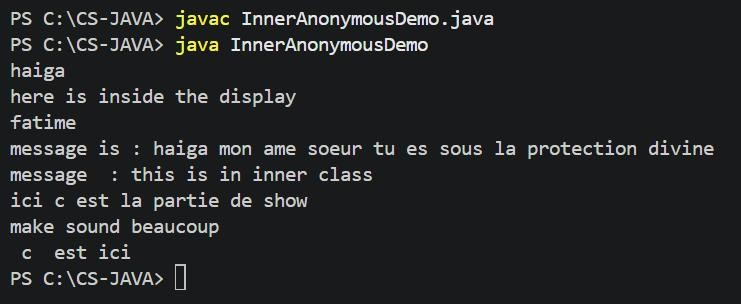 PS C:\CS-JAVA> javac InnerAnonymousDemo.java
PS C:\CS-JAVA> java InnerAnonymousDemo
haiga
here is inside the display
fatime
message is : haiga mon ame soeur tu es sous la protection divine
message  : this is in inner class
ici c est la partie de show
make sound beaucoup
 c  est ici
PS C:\CS-JAVA>